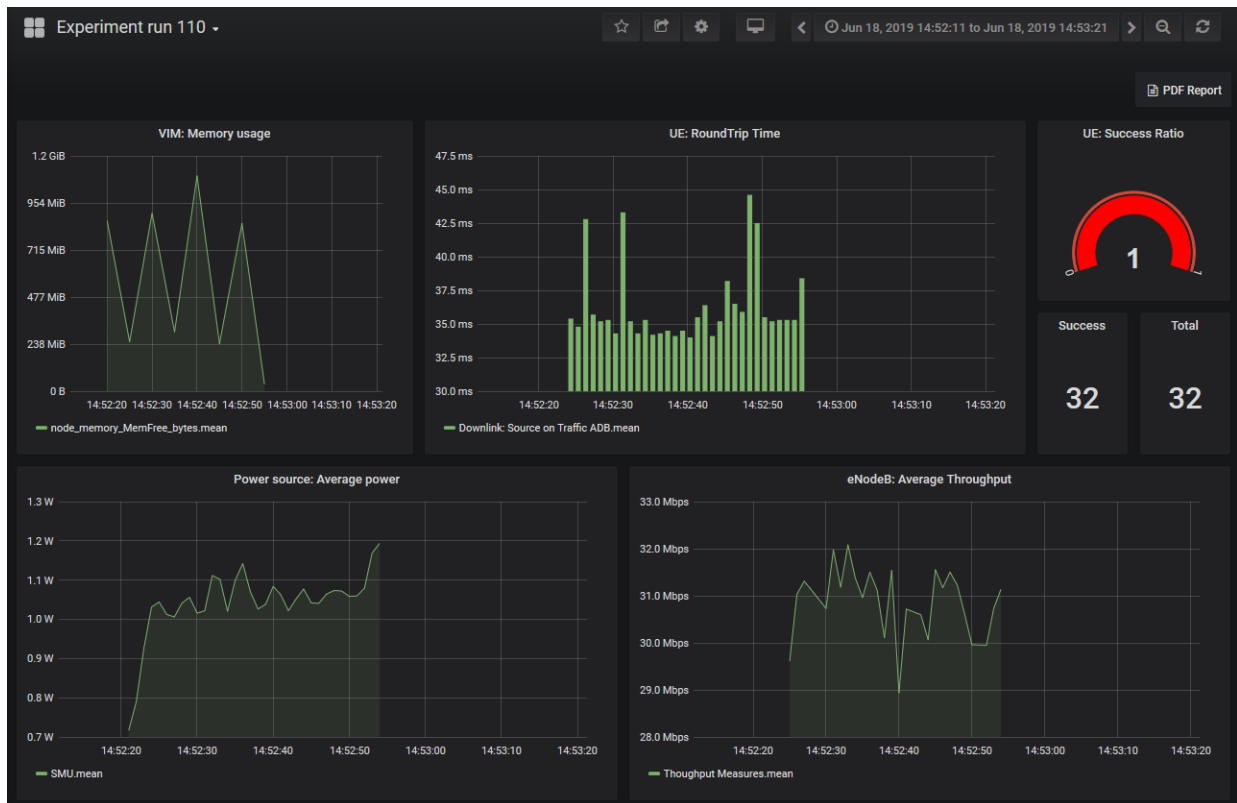 Experiment run 110
Jun 18, 2019 14:52:11 to Jun 18, 2019 14:53:21
PDF Report
VIM: Memory usage
1.2 GiB
954 MiB
715 MiB
477 MiB
238 MiB
0 B
14:52:20 14:52:30 14:52:40 14:52:50 14:53:00 14:53:10 14:53:20
node_memory_MemFree_bytes.mean
UE: RoundTrip Time
47.5 ms
45.0 ms
42.5 ms
40.0 ms
37.5 ms
35.0 ms
32.5 ms
30.0 ms
14:52:20 14:52:30 14:52:40 14:52:50 14:53:00 14:53:10 14:53:20
Downlink: Source on Traffic ADB.mean
UE: Success Ratio
0
1
1
Success
32
Total
32
Power source: Average power
1.3 W
1.2 W
1.1 W
1.0 W
0.9 W
0.8 W
0.7 W
14:52:20 14:52:30 14:52:40 14:52:50 14:53:00 14:53:10 14:53:20
SMU.mean
eNodeB: Average Throughput
33.0 Mbps
32.0 Mbps
31.0 Mbps
30.0 Mbps
29.0 Mbps
28.0 Mbps
14:52:20 14:52:30 14:52:40 14:52:50 14:53:00 14:53:10 14:53:20
Thoughput Measures.mean